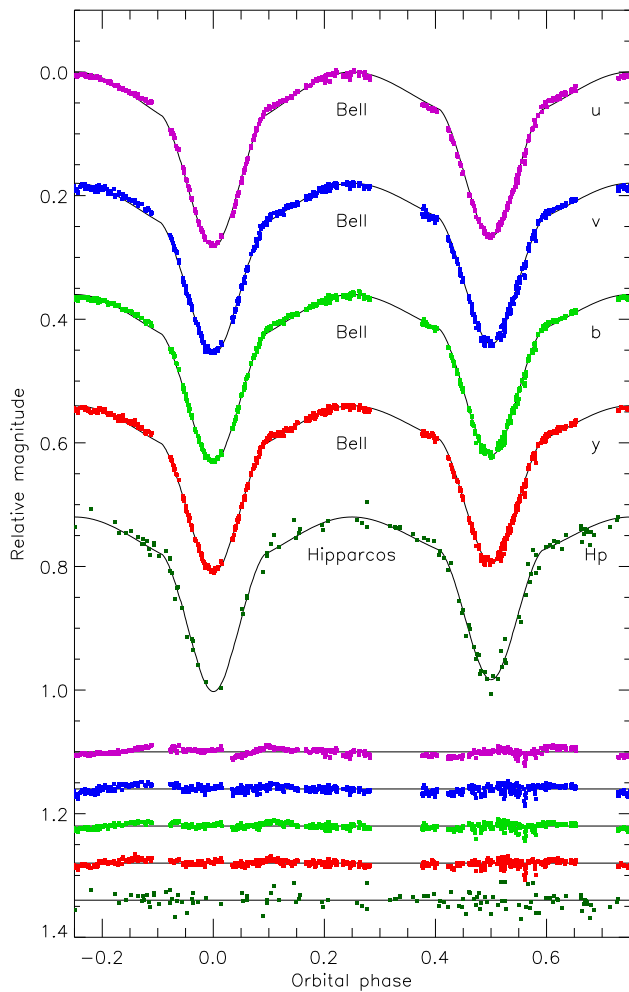 0.0
Bell u
0.2
Bell v
0.4
Bell b
Bell y
0.6
Relative magnitude
Hipparcos Hp
0.8
1.0
1.2
1.4
−0.2 0.0 0.2 0.4 0.6
Orbital phase